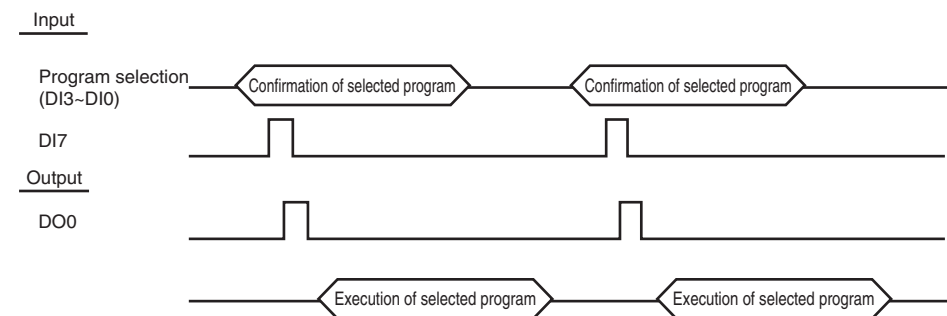 Input
Program selection
(DI3~DI0)
Confirmation of selected program
Confirmation of selected program
DI7
Output
DO0
Execution of selected program
Execution of selected program